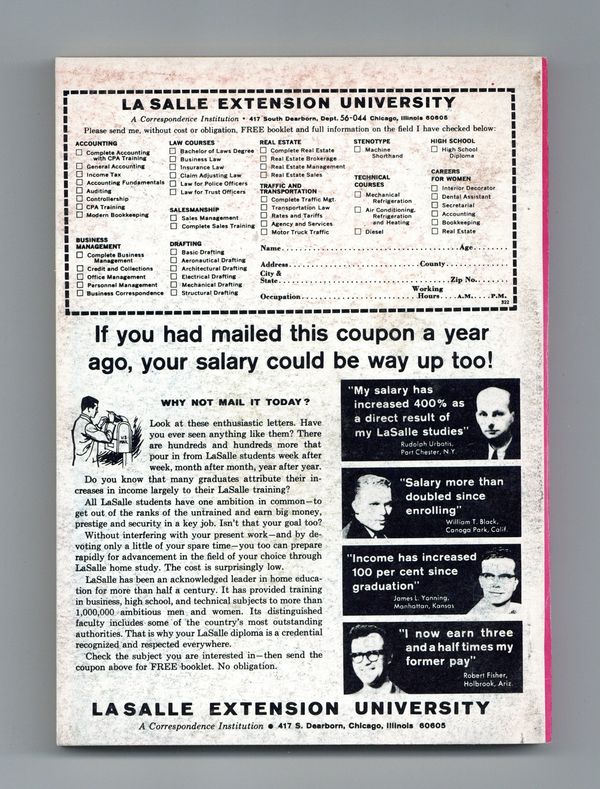 LA SALLE EXTENSION UNIVERSITY
A Correspondence Institution • 417 South Dearborn, Dept. 56-044 Chicago, Illinois 60605
Please send me, without cost or obligation, FREE booklet and full information on the field I have checked below:
ACCOUNTING
Complete Accounting
with CPA Training
General Accounting
Income Tax
Accounting Fundamentals
Auditing
Controllership
CPA Training
Modern Bookkeeping
BUSINESS
MANAGEMENT
Complete Business
Management
Credit and Collections
Office Management
Personnel Management
Business Correspondence
LAW COURSES
Bachelor of Laws Degree
Business Law
Insurance Law
Claim Adjusting Law
Law for Police Officers
Law for Trust Officers
SALESMANSHIP
Sales Management
Complete Sales Training
DRAFTING
Basic Drafting
Aeronautical Drafting
Architectural Drafting
Electrical Drafting
Mechanical Drafting
Structural Drafting
REAL ESTATE
Complete Real Estate
Real Estate Brokerage
Real Estate Management
Real Estate Sales
TRAFFIC AND
TRANSPORTATION
Complete Traffic Mgt.
Transportation Law
Rates and Tariffs
Agency and Services
Motor Truck Traffic
STENOTYPE
Machine
Shorthand
TECHNICAL
COURSES
Mechanical
Refrigeration
Air Conditioning,
Refrigeration
and Heating
Diesel
HIGH SCHOOL
High School
Diploma
CAREERS
FOR WOMEN
Interior Decorator
Dental Assistant
Secretarial
Accounting
Bookkeeping
Real Estate
Name Age
Address County
City &
State Zip No.
Working
Occupation Hours A.M. P.M.
322
If you had mailed this coupon a year
ago, your salary could be way up too!
WHY NOT MAIL IT TODAY?
U.S.
MAIL
Look at these enthusiastic letters. Have
you ever seen anything like them? There
are hundreds and hundreds more that
pour in from LaSalle students week after
week, month after month, year after year.
Do you know that many graduates attribute their in-
creases in income largely to their LaSalle training?
All LaSalle students have one ambition in common—to
get out of the ranks of the untrained and earn big money,
prestige and security in a key job. Isn't that your goal too?
Without interfering with your present work—and by de-
voting only a little of your spare time—you too can prepare
rapidly for advancement in the field of your choice through
LaSalle home study. The cost is surprisingly low.
LaSalle has been an acknowledged leader in home educa-
tion for more than half a century. It has provided training
in business, high school, and technical subjects to more than
1,000,000 ambitious men and women. Its distinguished
faculty includes some of the country's most outstanding
authorities. That is why your LaSalle diploma is a credential
recognized and respected everywhere.
Check the subject you are interested in—then send the
coupon above for FREE booklet. No obligation.
"My salary has
increased 400% as
a direct result of
my LaSalle studies"
Rudolph Urbatis,
Port Chester, N.Y.
"Salary more than
doubled since
enrolling"
William T. Black,
Canoga Park, Calif.
"Income has increased
100 per cent since
graduation"
James L. Yanning,
Manhattan, Kansas
"I now earn three
and a half times my
former pay"
Robert Fisher,
Holbrook, Ariz.
LA SALLE EXTENSION UNIVERSITY
A Correspondence Institution • 417 S. Dearborn, Chicago, Illinois 60605